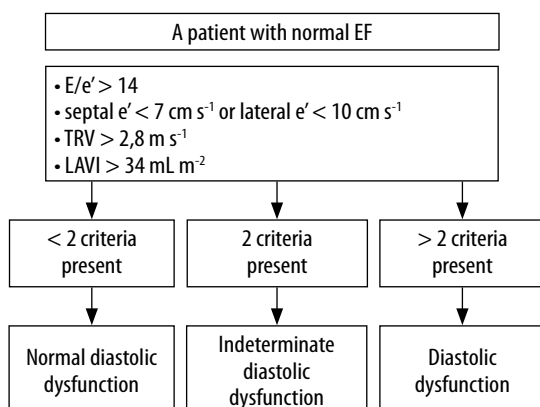 A patient with normal EF
• E/e′ > 14
• septal e′ < 7 cm s⁻¹ or lateral e′ < 10 cm s⁻¹
• TRV > 2,8 m s⁻¹
• LAVI > 34 mL m⁻²
< 2 criteria
present
2 criteria
present
> 2 criteria
present
Normal diastolic
dysfunction
Indeterminate
diastolic
dysfunction
Diastolic
dysfunction